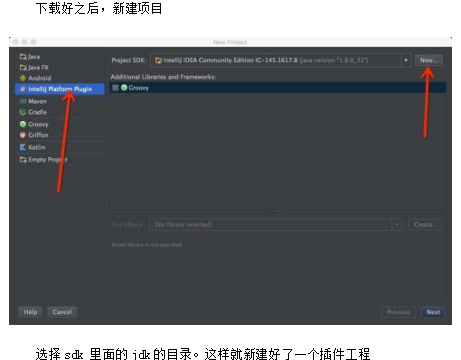 下载好之后，新建项目
New Project
Java
Java FX
Android
IntelliJ Platform Plugin
Maven
Gradle
Groovy
Griffon
Kotlin
Empty Project
Project SDK: IntelliJ IDEA Community Edition IC-145.1617.8 (java version "1.8.0_31") New...
Additional Libraries and Frameworks:
Groovy
Use library: [No library selected] Create...
Error: library is not specified
Help Cancel Previous Next
选择 sdk 里面的 jdk的目录。这样就新建好了一个插件工程